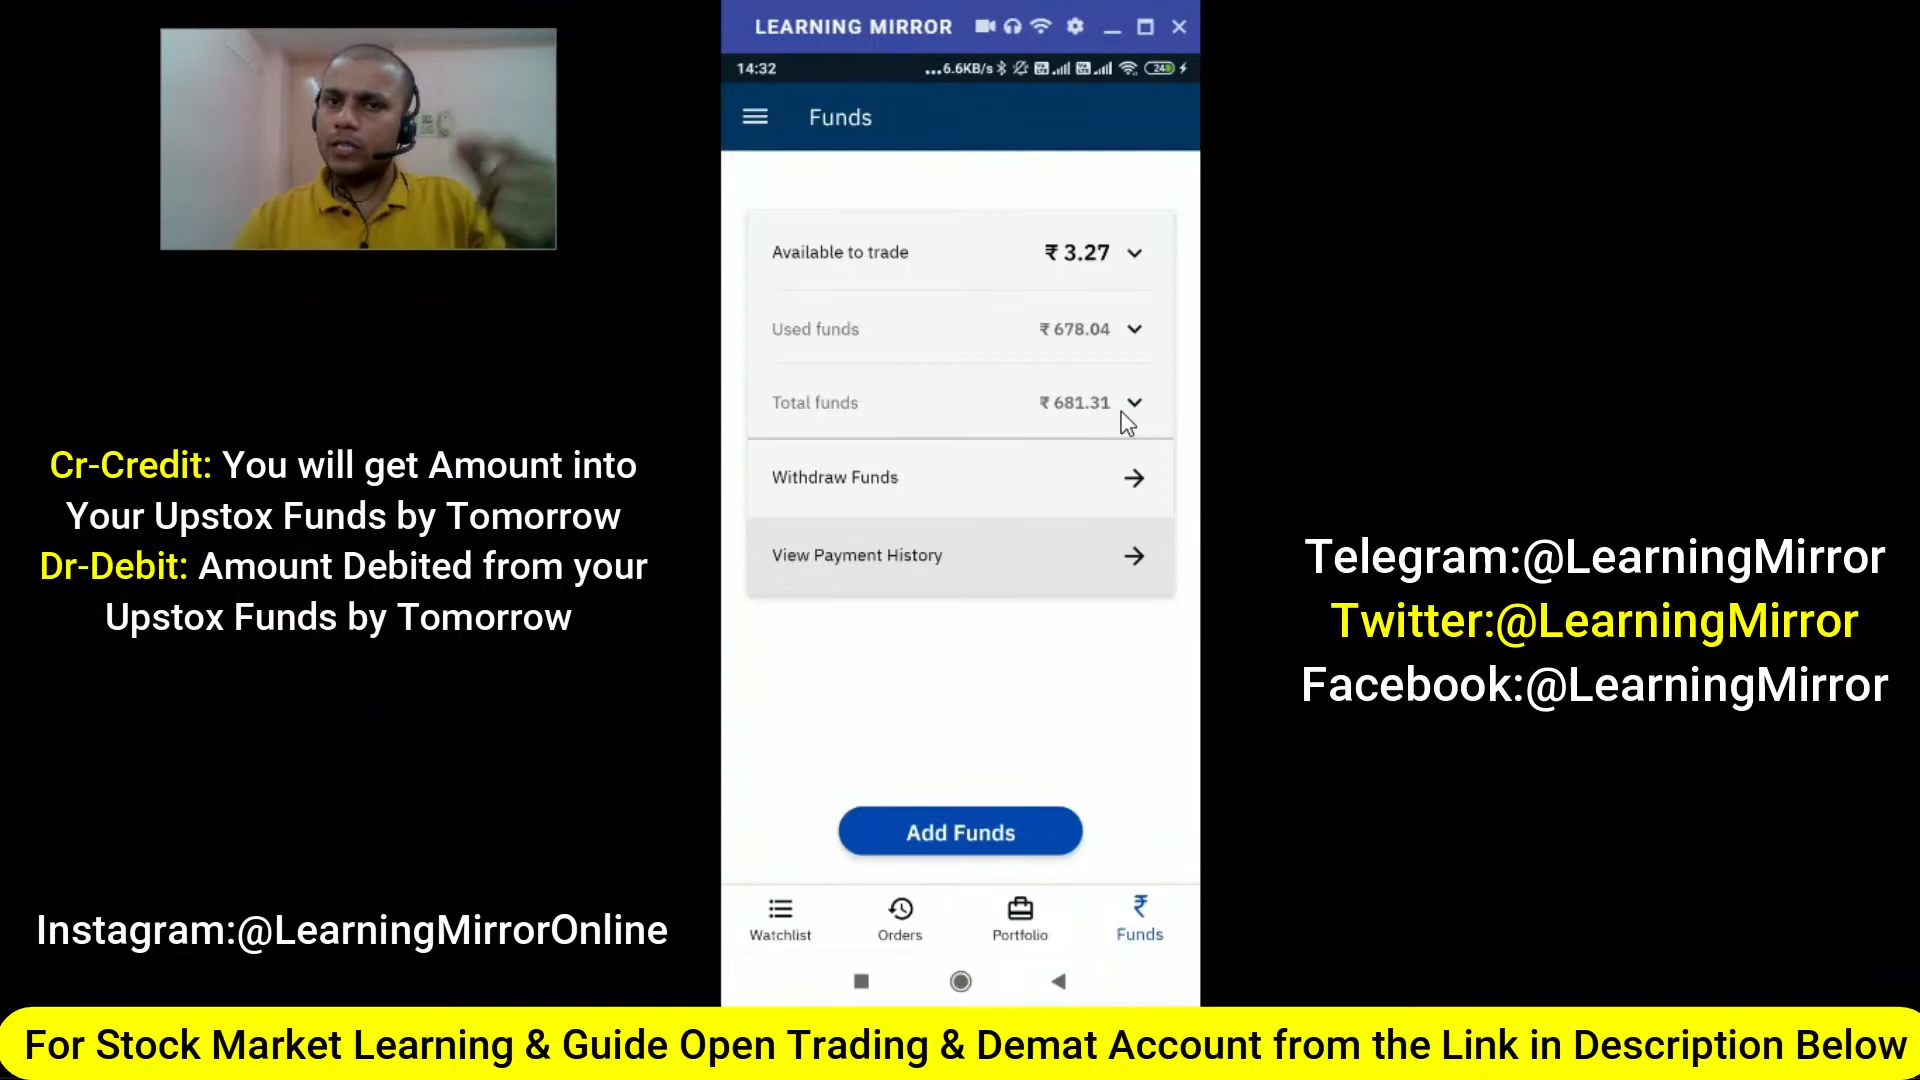 LEARNING MIRROR
14:32
...6.6KB/s
24
Funds
Available to trade
₹ 3.27
Used funds
₹ 678.04
Total funds
₹ 681.31
Withdraw Funds
View Payment History
Add Funds
Watchlist
Orders
Portfolio
Funds
Cr-Credit: You will get Amount into
Your Upstox Funds by Tomorrow
Dr-Debit: Amount Debited from your
Upstox Funds by Tomorrow
Instagram:@LearningMirrorOnline
Telegram:@LearningMirror
Twitter:@LearningMirror
Facebook:@LearningMirror
For Stock Market Learning & Guide Open Trading & Demat Account from the Link in Description Below